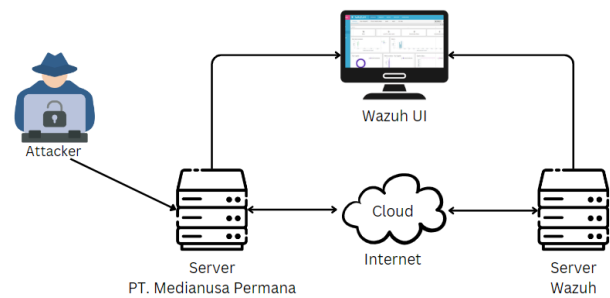 Wazuh UI
Attacker
Cloud
Internet
Server
PT. Medianusa Permana
Server
Wazuh